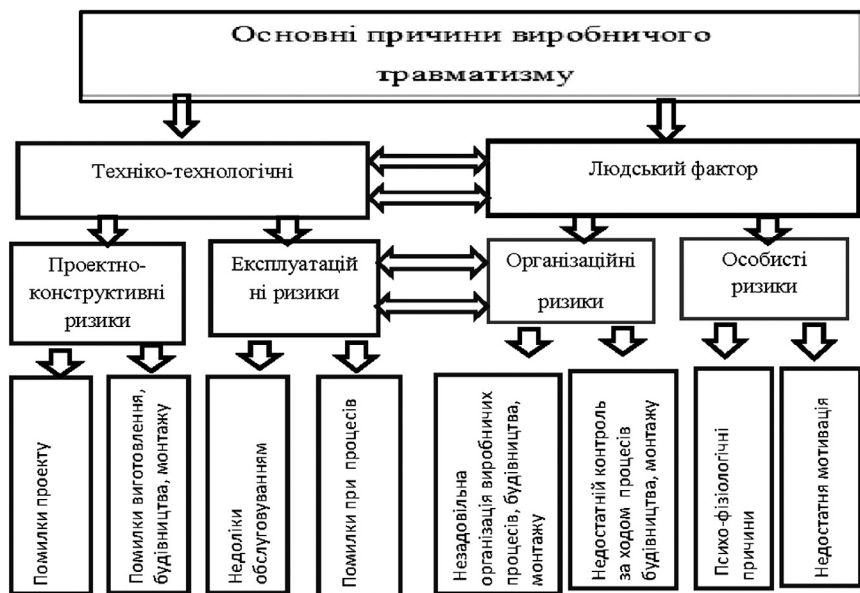 Основні причини виробничого
травматизму
Техніко-технологічні
Людський фактор
Проектно-
конструктивні
ризики
Експлуатацій
ні ризики
Організаційні
ризики
Особисті
ризики
Помилки проекту
Помилки виготовлення,
будівництва, монтажу
Недоліки
обслуговуванням
Помилки при процесів
Незадовільна
організація виробничих
процесів, будівництва,
монтажу
Недостатній контроль
за ходом процесів
будівництва, монтажу
Психо-фізіологічні
причини
Недостатня мотивація